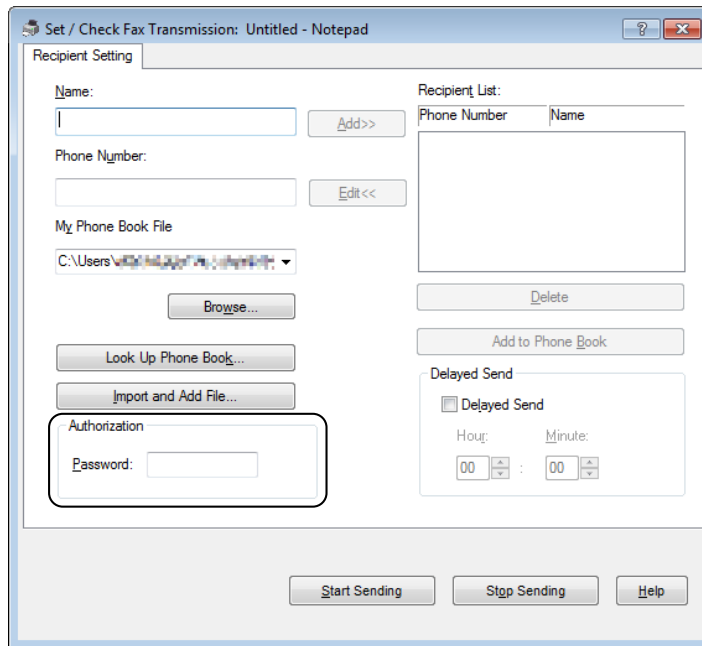 Set / Check Fax Transmission: Untitled - Notepad
Recipient Setting
Name:
Add>>
Phone Number:
Edit<<
My Phone Book File
C:\Users\
Browse...
Look Up Phone Book...
Import and Add File...
Authorization
Password:
Recipient List:
Phone Number Name
Delete
Add to Phone Book
Delayed Send
Delayed Send
Hour: Minute:
00 : 00
Start Sending Stop Sending Help